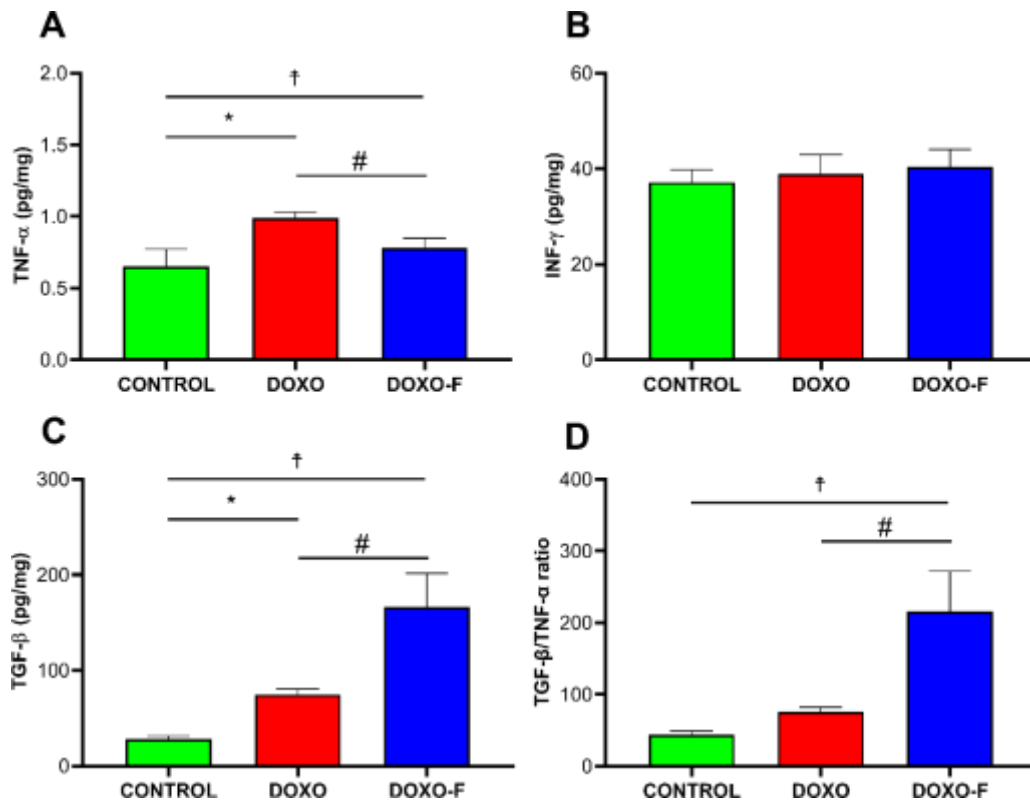 A
TNF-α (pg/mg)
2.0
1.5
1.0
0.5
0.0
†
*
#
CONTROL DOXO DOXO-F
B
INF-γ (pg/mg)
60
40
20
0
CONTROL DOXO DOXO-F
C
TGF-β (pg/mg)
300
200
100
0
†
*
#
CONTROL DOXO DOXO-F
D
TGF-β/TNF-α ratio
400
300
200
100
0
†
#
CONTROL DOXO DOXO-F